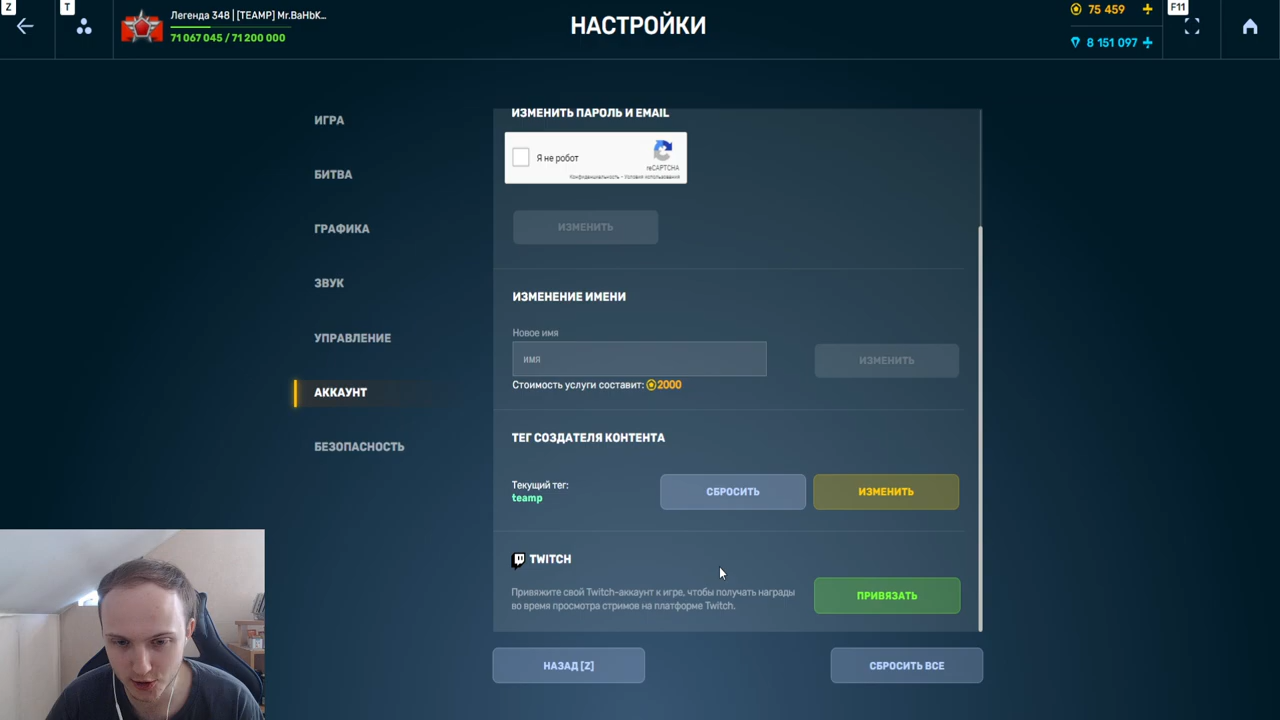 Z
T
Легенда 348 | [TEAMP] Mr.BaHbK...
71 067 045 / 71 200 000
НАСТРОЙКИ
75 459
8 151 097
F11
ИГРА
БИТВА
ГРАФИКА
ЗВУК
УПРАВЛЕНИЕ
АККАУНТ
БЕЗОПАСНОСТЬ
ИЗМЕНИТЬ ПАРОЛЬ И EMAIL
Я не робот
reCAPTCHA
Конфиденциальность - Условия использования
ИЗМЕНИТЬ
ИЗМЕНЕНИЕ ИМЕНИ
Новое имя
имя
ИЗМЕНИТЬ
Стоимость услуги составит: 2000
ТЕГ СОЗДАТЕЛЯ КОНТЕНТА
Текущий тег:
teamp
СБРОСИТЬ
ИЗМЕНИТЬ
TWITCH
Привяжите свой Twitch-аккаунт к игре, чтобы получать награды
во время просмотра стримов на платформе Twitch.
ПРИВЯЗАТЬ
НАЗАД [Z]
СБРОСИТЬ ВСЕ